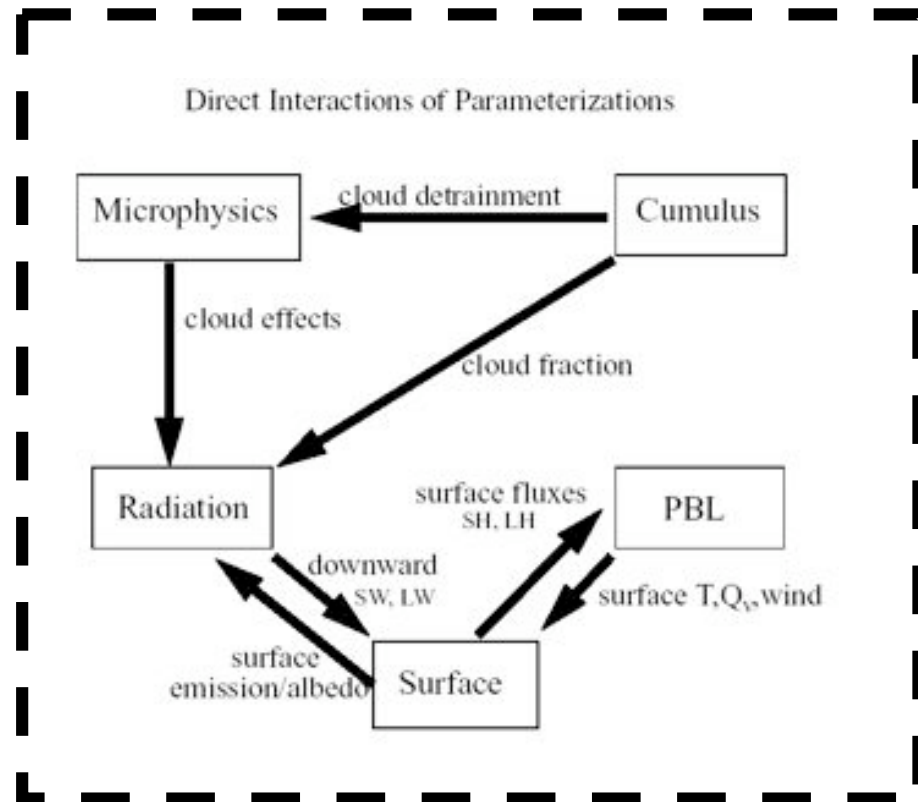 Direct Interactions of Parameterizations
cloud detrainment
Microphysics
Cumulus
cloud effects
cloud fraction
Radiation
surface fluxes
SH, LH
PBL
downward
SW, LW
surface T,Qv,wind
surface
emission/albedo
Surface